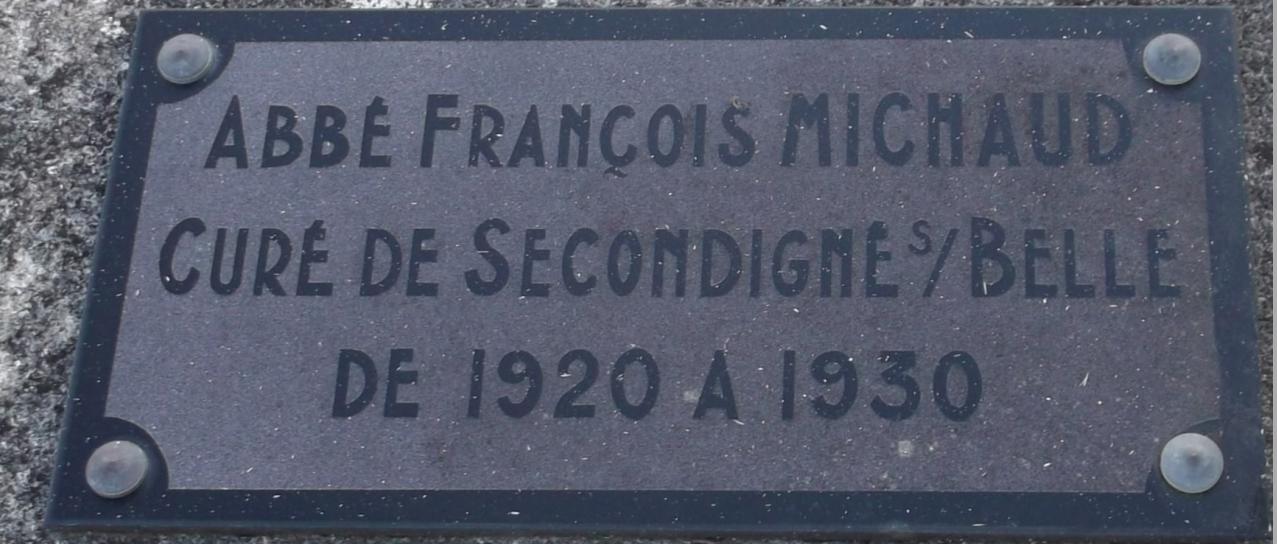 ABBÉ FRANÇOIS MICHAUD
CURÉ DE SECONDIGNÉ S/BELLE
DE 1920 A 1930